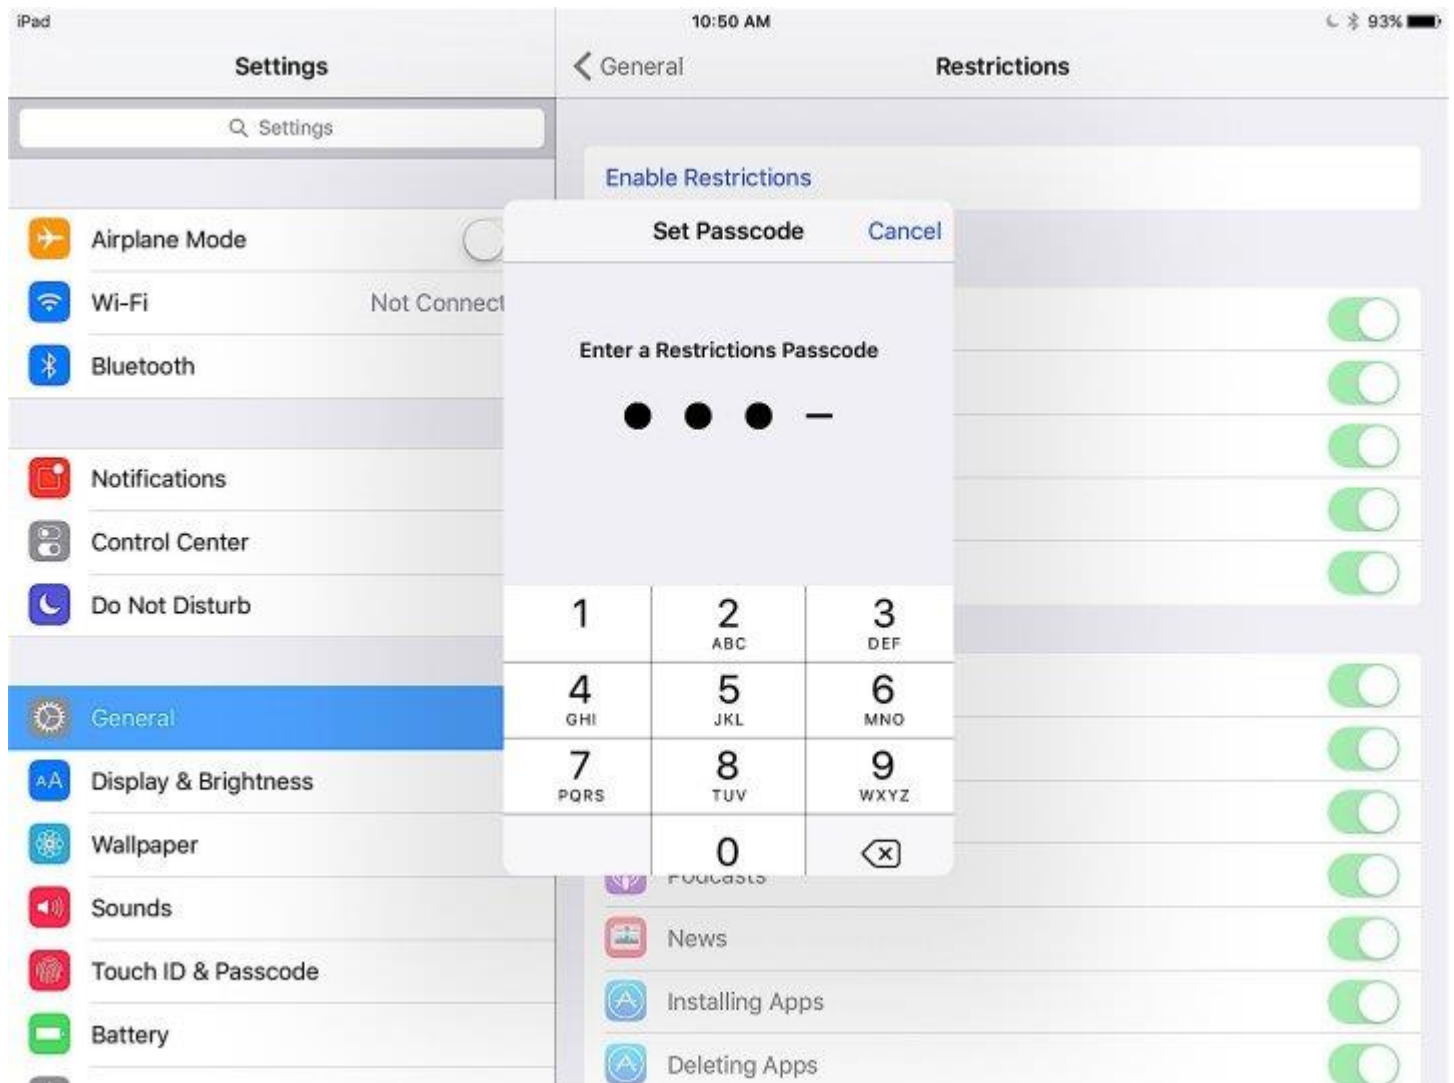 iPad
10:50 AM
93%
Settings
General
Restrictions
Settings
Enable Restrictions
Airplane Mode
Wi-Fi
Not Connect
Bluetooth
Notifications
Control Center
Do Not Disturb
General
Display & Brightness
Wallpaper
Sounds
Touch ID & Passcode
Battery
Set Passcode
Cancel
Enter a Restrictions Passcode
1
2
ABC
3
DEF
4
GHI
5
JKL
6
MNO
7
PQRS
8
TUV
9
WXYZ
0
Podcasts
News
Installing Apps
Deleting Apps